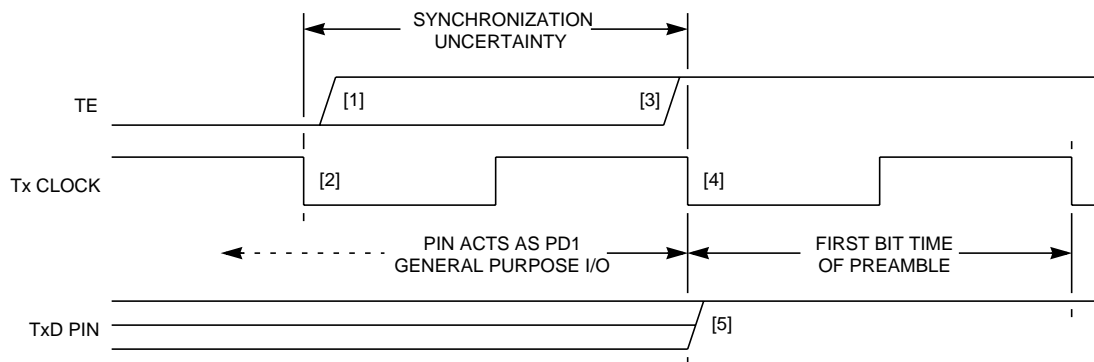 SYNCHRONIZATION
UNCERTAINTY
TE
[1]
[3]
Tx CLOCK
[2]
[4]
PIN ACTS AS PD1
GENERAL PURPOSE I/O
FIRST BIT TIME
OF PREAMBLE
TxD PIN
[5]